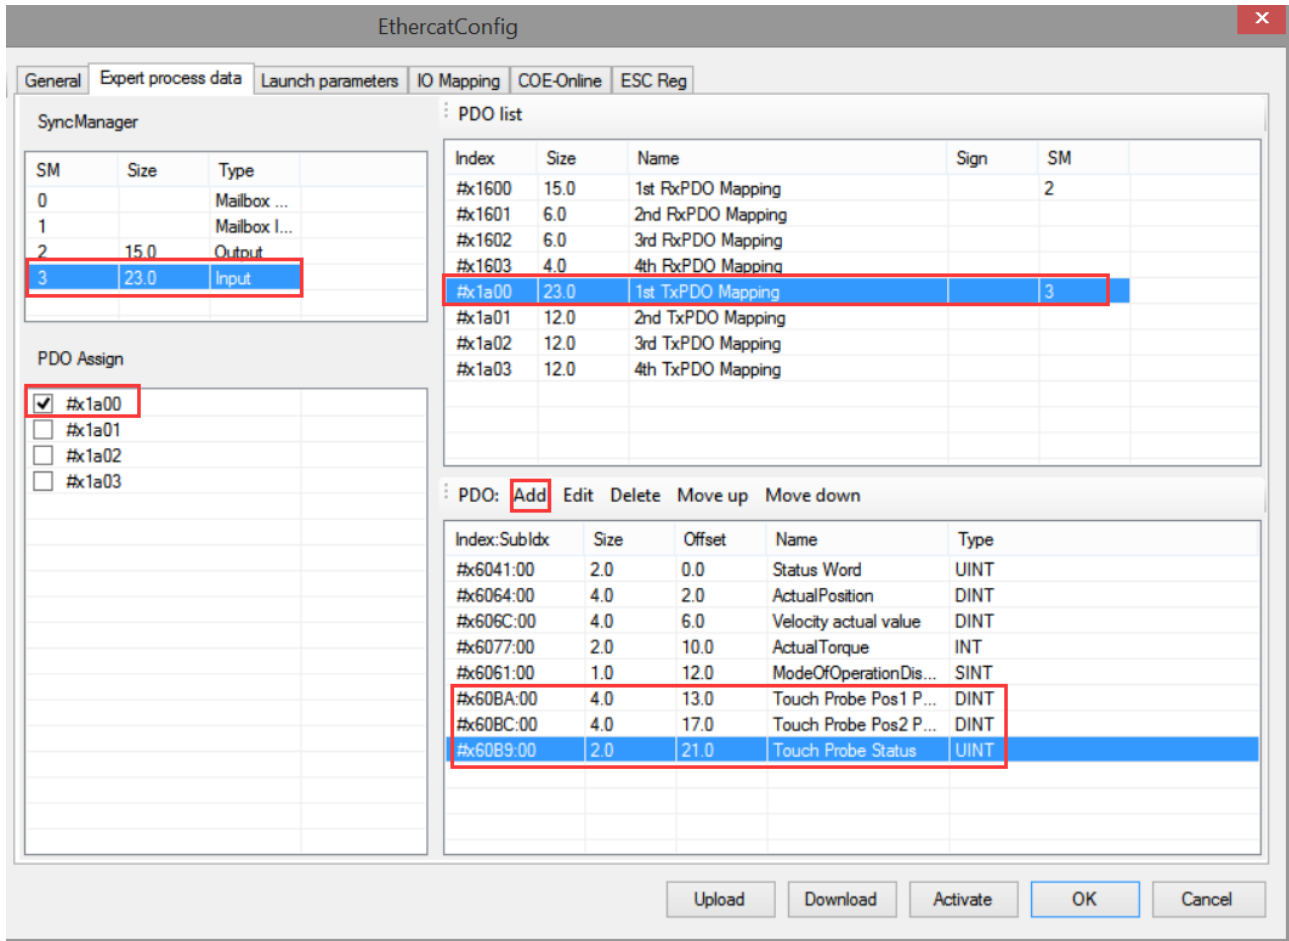 EthercatConfig
General Expert process data Launch parameters IO Mapping COE-Online ESC Reg
SyncManager
SM Size Type
0 Mailbox ...
1 Mailbox I...
2 15.0 Output
3 23.0 Input
PDO Assign
#x1a00
#x1a01
#x1a02
#x1a03
PDO list
Index Size Name Sign SM
#x1600 15.0 1st RxPDO Mapping 2
#x1601 6.0 2nd RxPDO Mapping
#x1602 6.0 3rd RxPDO Mapping
#x1603 4.0 4th RxPDO Mapping
#x1a00 23.0 1st TxPDO Mapping 3
#x1a01 12.0 2nd TxPDO Mapping
#x1a02 12.0 3rd TxPDO Mapping
#x1a03 12.0 4th TxPDO Mapping
PDO: Add Edit Delete Move up Move down
Index:SubIdx Size Offset Name Type
#x6041:00 2.0 0.0 Status Word UINT
#x6064:00 4.0 2.0 ActualPosition DINT
#x606C:00 4.0 6.0 Velocity actual value DINT
#x6077:00 2.0 10.0 ActualTorque INT
#x6061:00 1.0 12.0 ModeOfOperationDis... SINT
#x60BA:00 4.0 13.0 Touch Probe Pos1 P... DINT
#x60BC:00 4.0 17.0 Touch Probe Pos2 P... DINT
#x60B9:00 2.0 21.0 Touch Probe Status UINT
Upload Download Activate OK Cancel